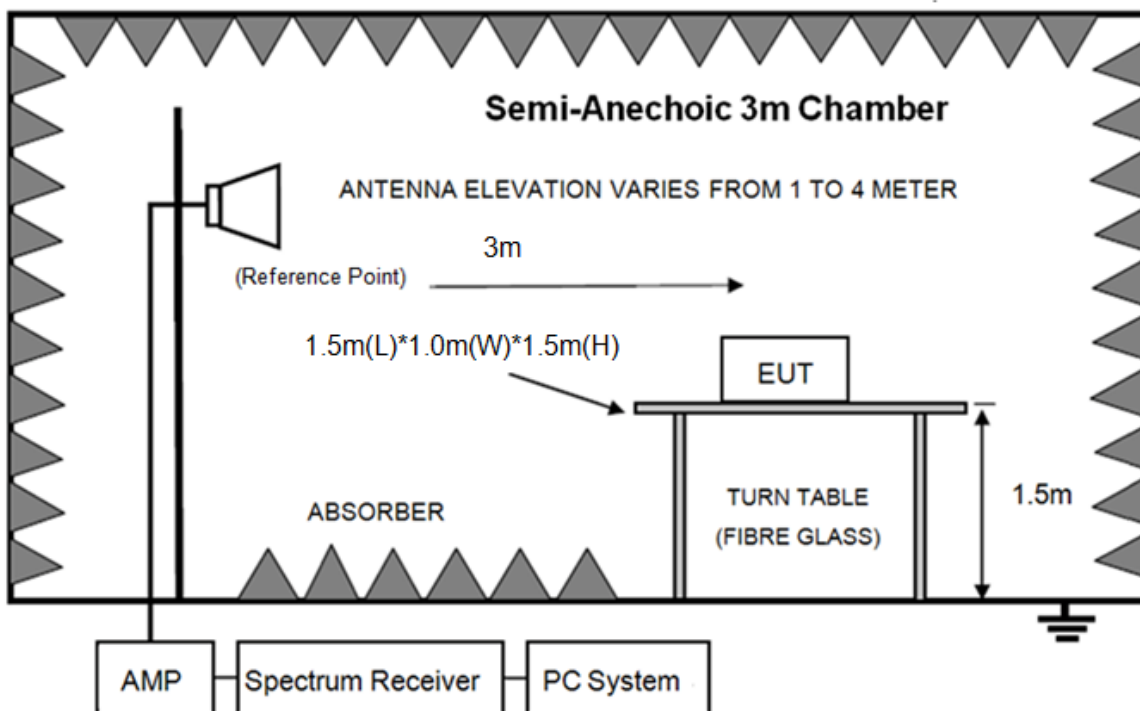 Semi-Anechoic 3m Chamber
ANTENNA ELEVATION VARIES FROM 1 TO 4 METER
3m
(Reference Point)
1.5m(L)*1.0m(W)*1.5m(H)
EUT
1.5m
TURN TABLE
(FIBRE GLASS)
ABSORBER
AMP
Spectrum Receiver
PC System